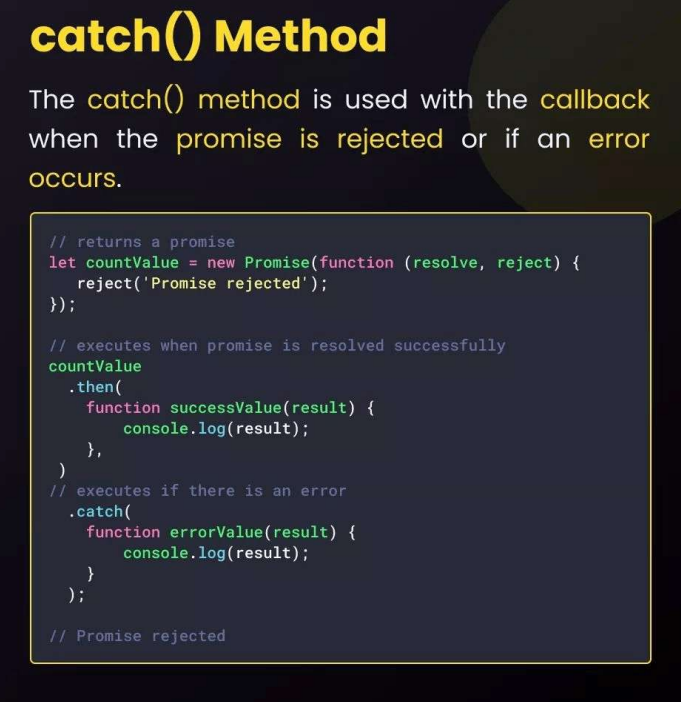 catch() Method
The catch() method is used with the callback
when the promise is rejected or if an error
occurs.
// returns a promise
let countValue = new Promise(function (resolve, reject) {
   reject('Promise rejected');
});
// executes when promise is resolved successfully
countValue
  .then(
    function successValue(result) {
        console.log(result);
    },
 )
// executes if there is an error
  .catch(
    function errorValue(result) {
        console.log(result);
    }
  );
// Promise rejected